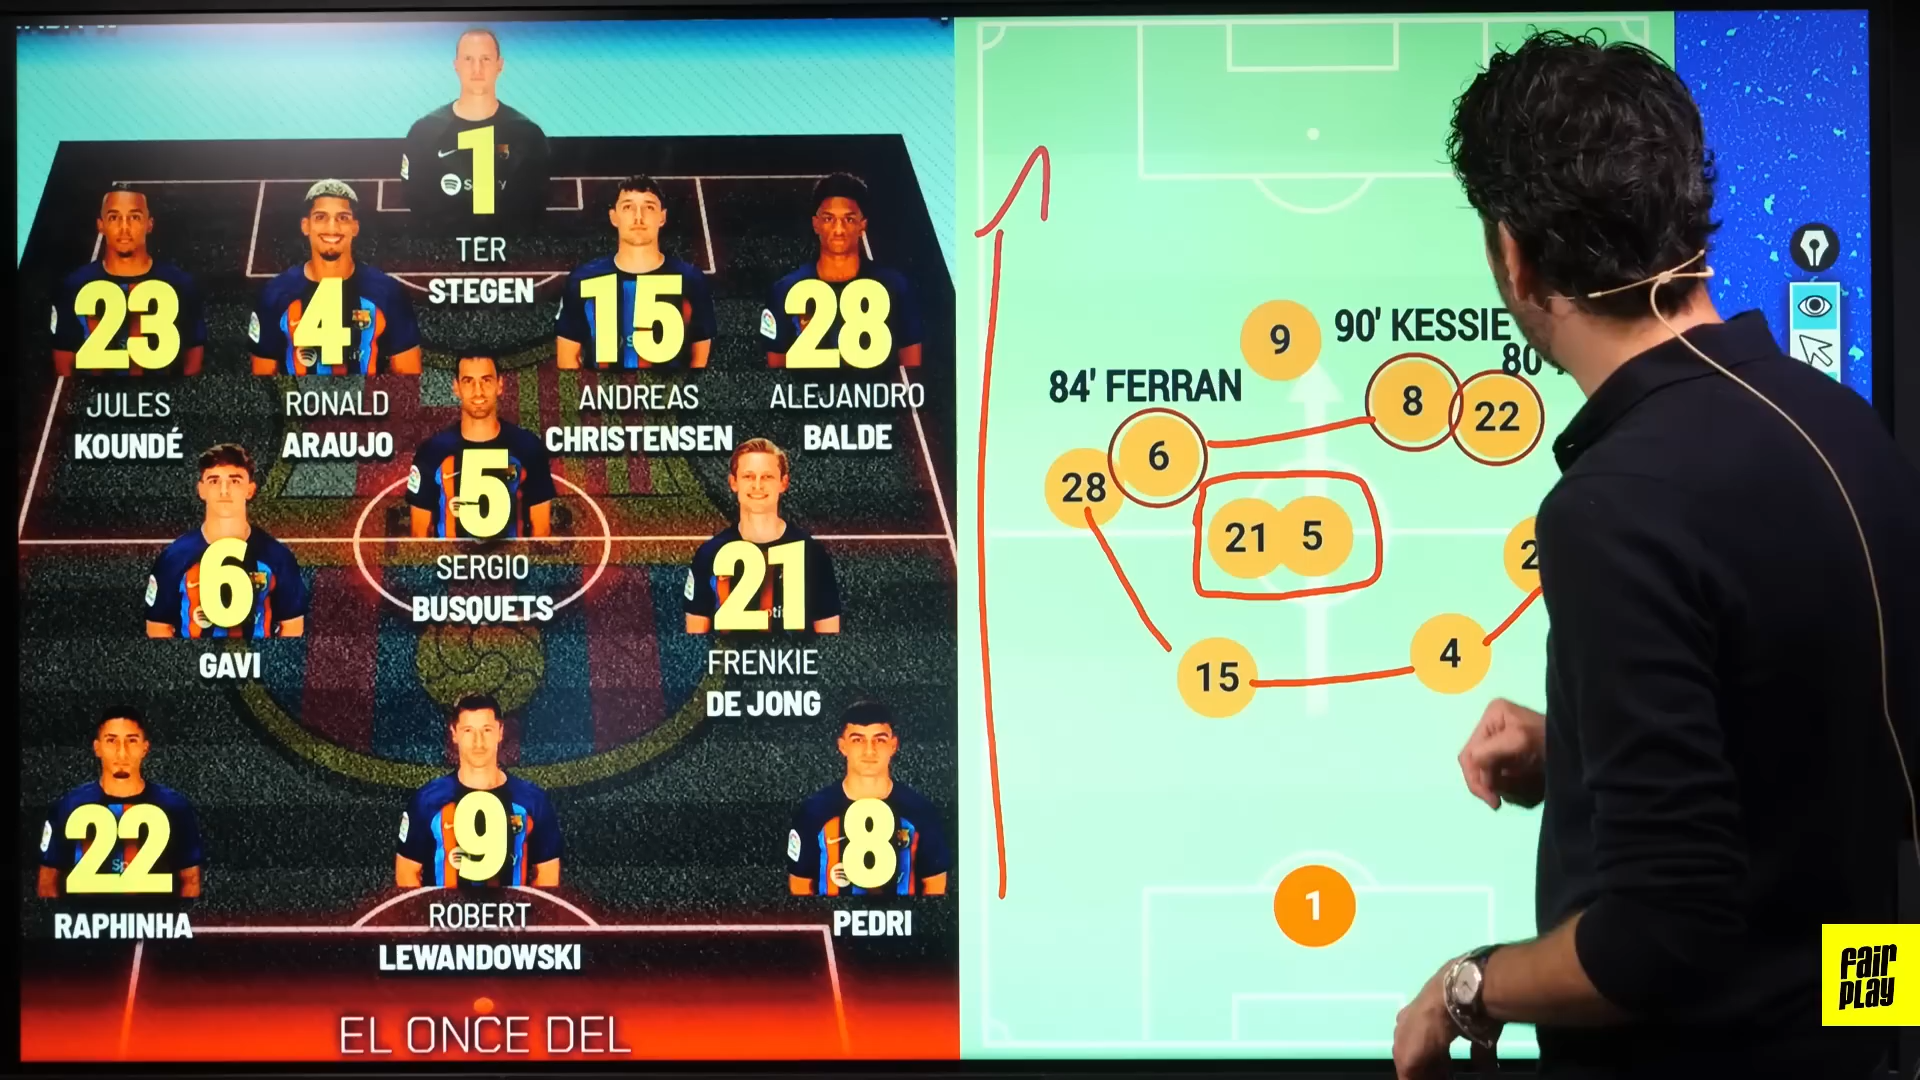 1
TER
STEGEN
23
JULES
KOUNDÉ
4
RONALD
ARAUJO
15
ANDREAS
CHRISTENSEN
28
ALEJANDRO
BALDE
5
SERGIO
BUSQUETS
6
GAVI
21
FRENKIE
DE JONG
22
RAPHINHA
9
ROBERT
LEWANDOWSKI
8
PEDRI
EL ONCE DEL
9
90' KESSIE
80
84' FERRAN
8
22
6
28
21
5
2
15
4
1
fair
PLAY